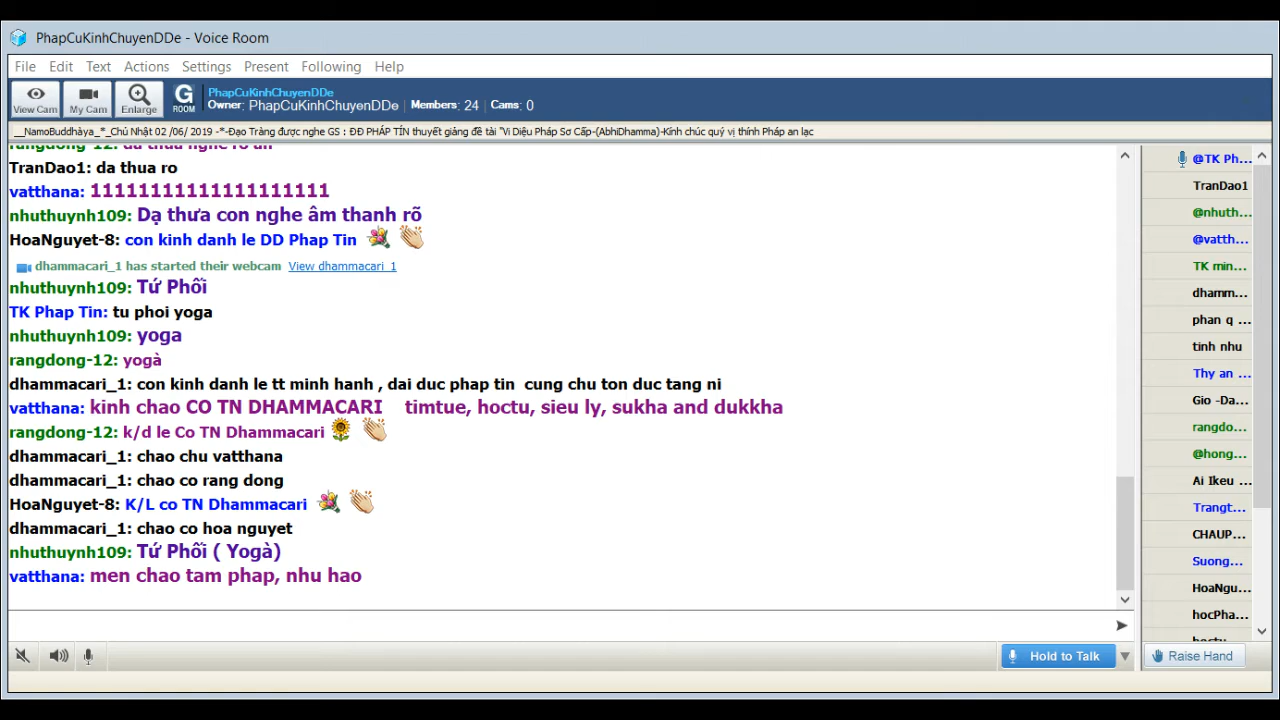 PhapCuKinhChuyenDDe - Voice Room
File Edit Text Actions Settings Present Following Help
View Cam My Cam Enlarge G ROOM PhapCuKinhChuyenDDe
Owner: PhapCuKinhChuyenDDe Members: 24 Cams: 0
__NamoBuddhàya_*_Chủ Nhật 02 /06/ 2019 -*-Đạo Tràng được nghe GS : ĐĐ PHÁP TÍN thuyết giảng đề tài "Vi Diệu Pháp Sơ Cấp-(AbhiDhamma)-Kính chúc quý vị thính Pháp an lạc
TranDao1: da thua ro
vatthana: 11111111111111111111
nhuthuynh109: Dạ thưa con nghe âm thanh rõ
HoaNguyet-8: con kinh danh le DD Phap Tin
dhammacari_1 has started their webcam View dhammacari_1
nhuthuynh109: Tứ Phối
TK Phap Tin: tu phoi yoga
nhuthuynh109: yoga
rangdong-12: yogà
dhammacari_1: con kinh danh le tt minh hanh , dai duc phap tin cung chu ton duc tang ni
vatthana: kinh chao CO TN DHAMMACARI timtue, hoctu, sieu ly, sukha and dukkha
rangdong-12: k/d le Co TN Dhammacari
dhammacari_1: chao chu vatthana
dhammacari_1: chao co rang dong
HoaNguyet-8: K/L co TN Dhammacari
dhammacari_1: chao co hoa nguyet
nhuthuynh109: Tứ Phối ( Yogà)
vatthana: men chao tam phap, nhu hao
@TK Ph...
TranDao1
@nhuth...
@vatth...
TK min...
dhamm...
phan q ...
tinh nhu
Thy an ...
Gio -Da...
rangdo...
@hong...
Ai Ikeu ...
Trangt...
CHAUP...
Suong...
HoaNgu...
hocPha...
Hold to Talk
Raise Hand